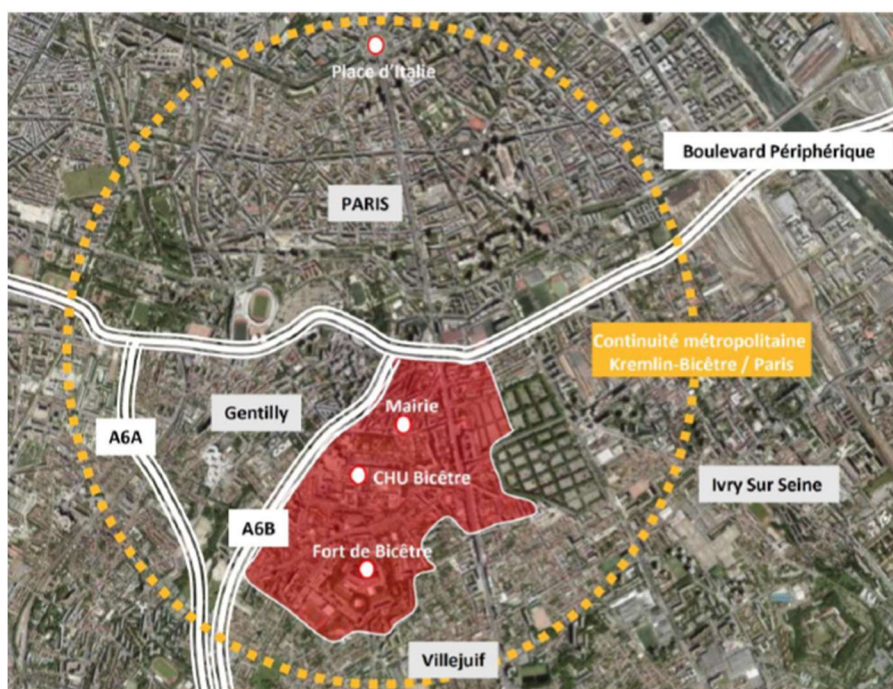 Place d'Italie
Boulevard Périphérique
PARIS
Continuité métropolitaine
Kremlin-Bicêtre / Paris
Mairie
Gentilly
A6A
CHU Bicêtre
Ivry Sur Seine
A6B
Fort de Bicêtre
Villejuif